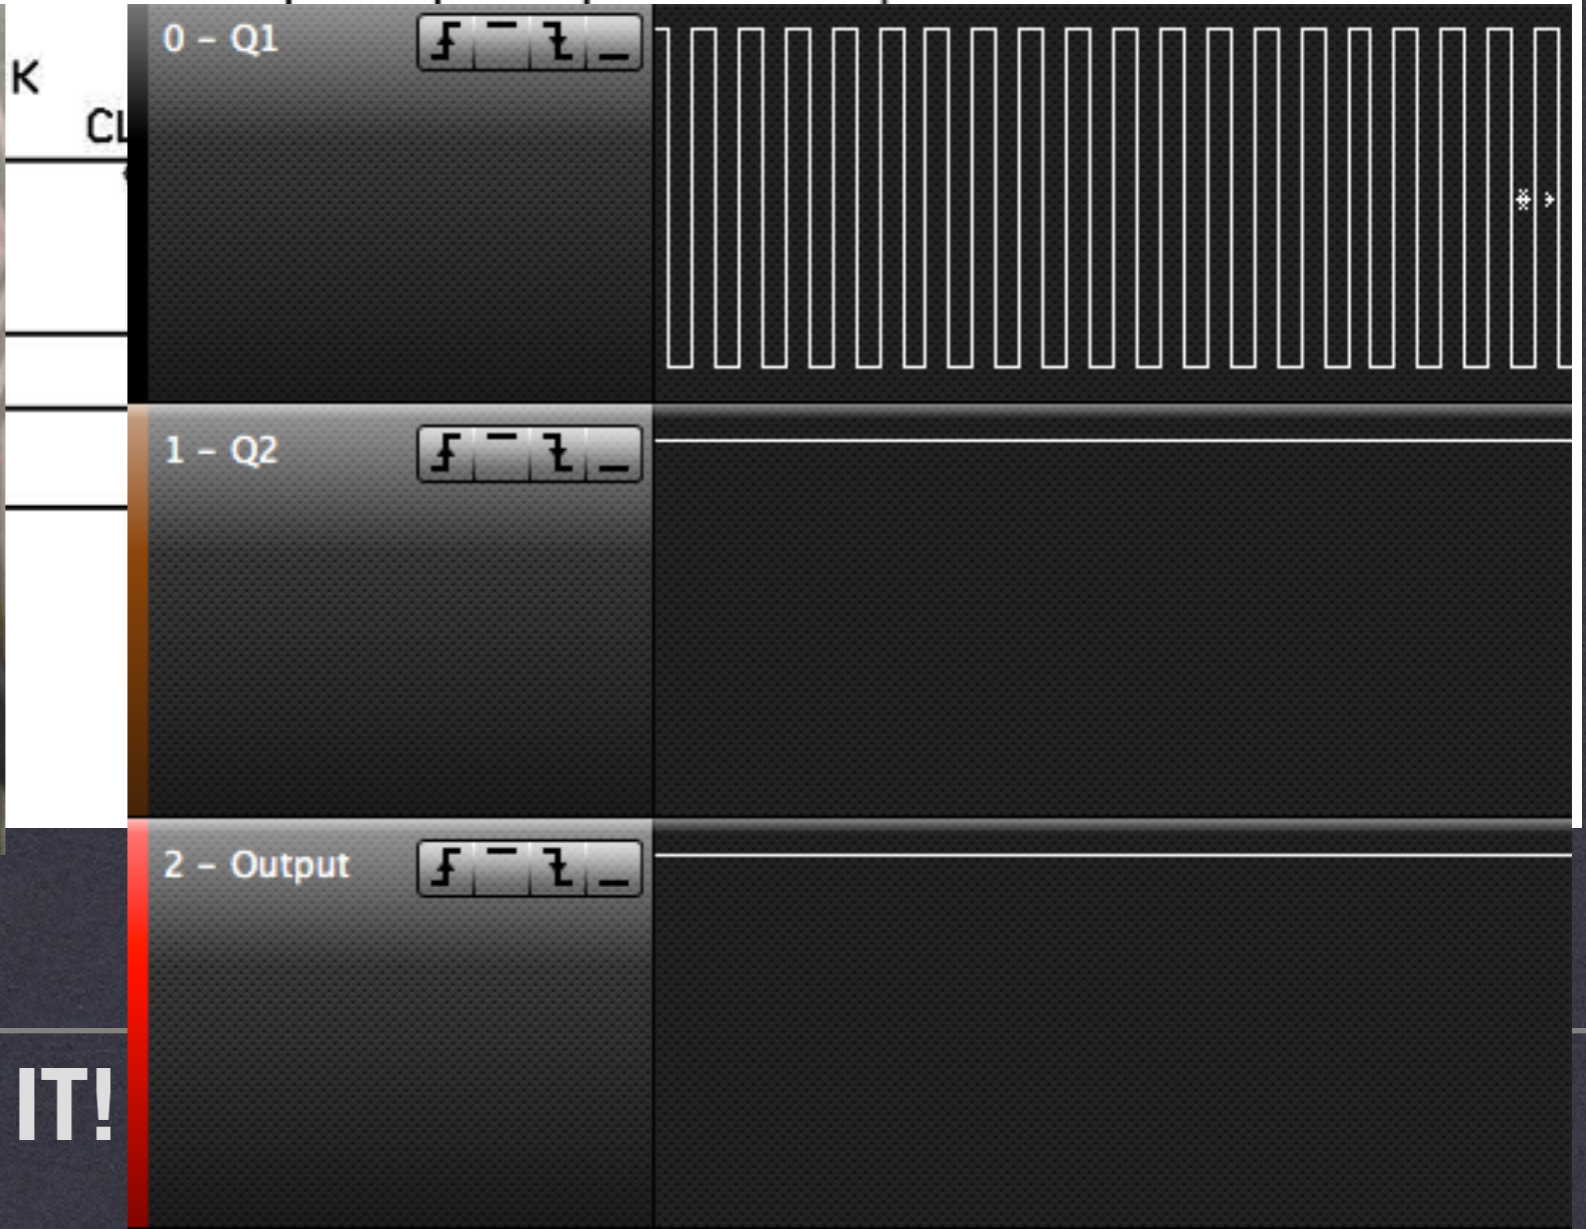 0 – Q1
K
CL
1 – Q2
2 – Output
IT!